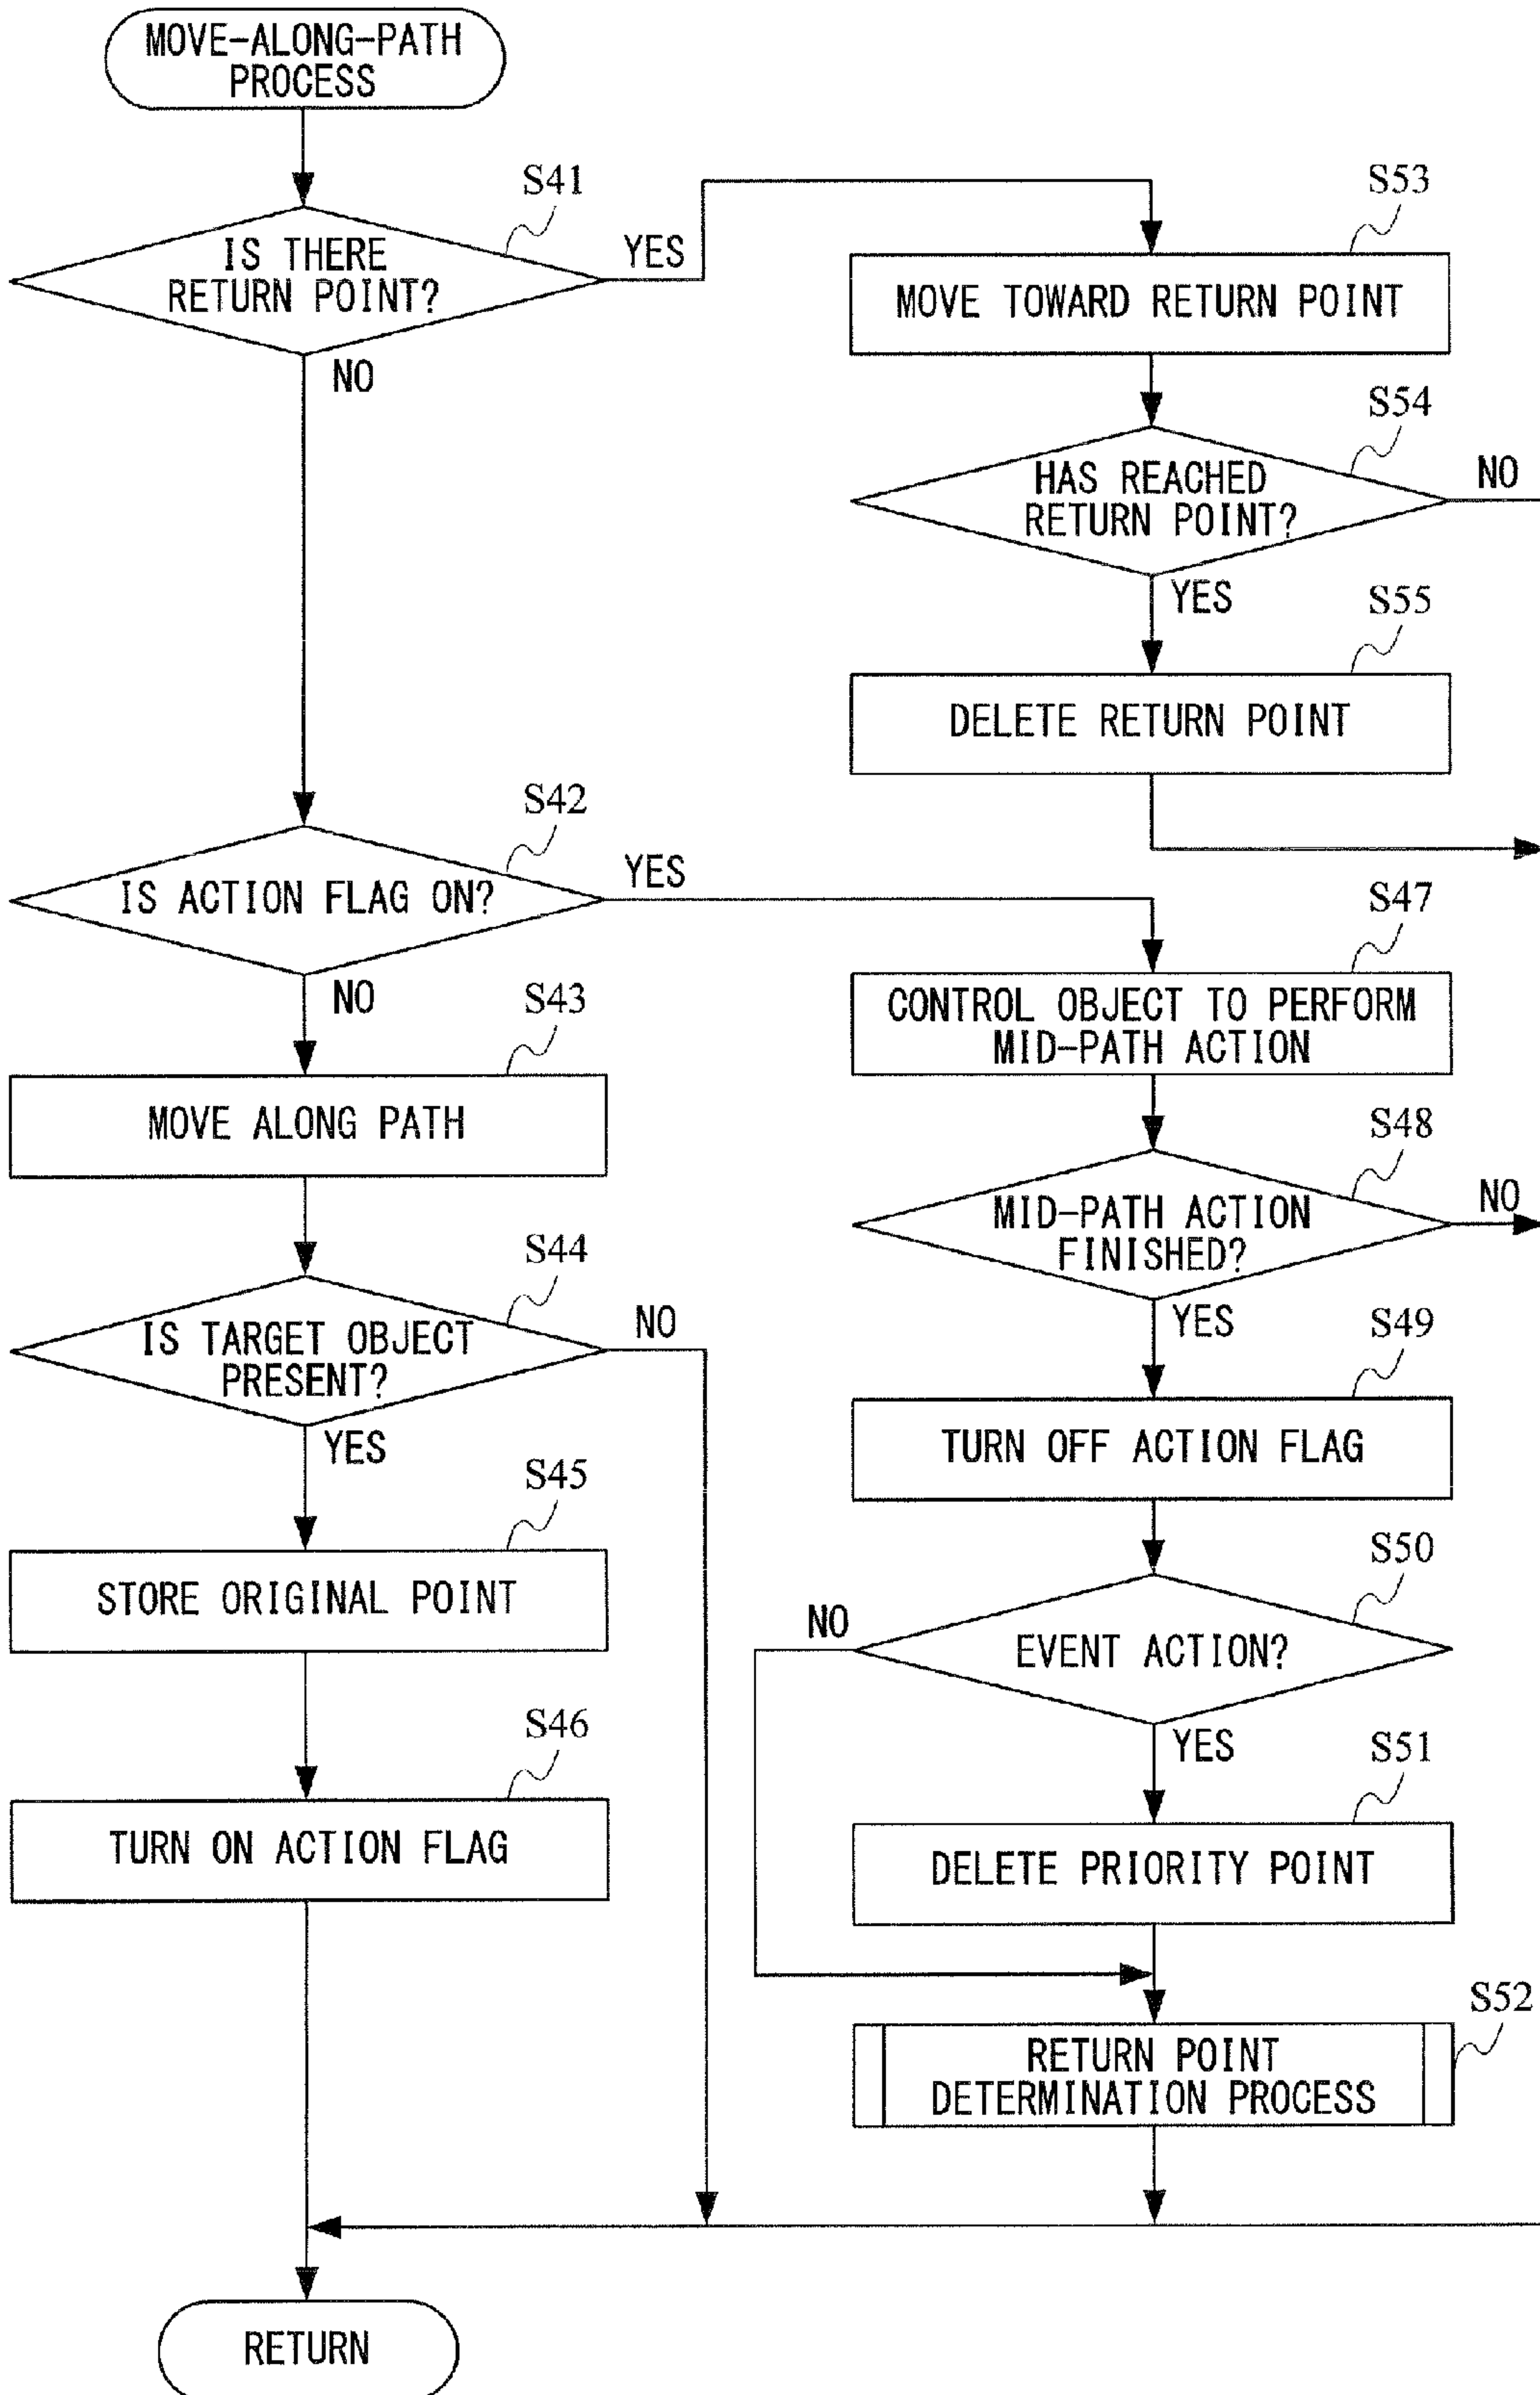 MOVE-ALONG-PATH
PROCESS
S41
IS THERE
RETURN POINT?
YES
NO
S53
MOVE TOWARD RETURN POINT
S54
HAS REACHED
RETURN POINT?
NO
YES
S55
DELETE RETURN POINT
S42
IS ACTION FLAG ON?
YES
NO
S43
MOVE ALONG PATH
S44
IS TARGET OBJECT
PRESENT?
NO
YES
S45
STORE ORIGINAL POINT
S46
TURN ON ACTION FLAG
S47
CONTROL OBJECT TO PERFORM
MID-PATH ACTION
S48
MID-PATH ACTION
FINISHED?
NO
YES
S49
TURN OFF ACTION FLAG
S50
EVENT ACTION?
NO
YES
S51
DELETE PRIORITY POINT
S52
RETURN POINT
DETERMINATION PROCESS
RETURN